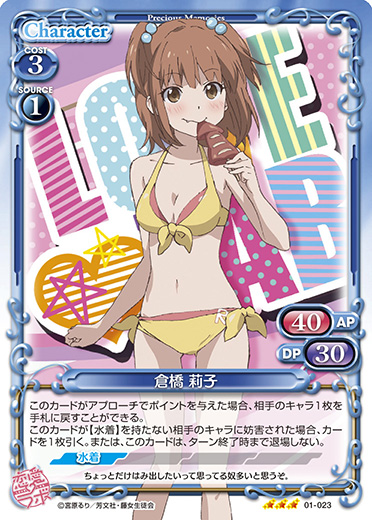 Precious Memories
Character
COST
3
SOURCE
1
LOVE
LAB
40 AP
DP 30
倉橋 莉子
このカードがアプローチでポイントを与えた場合、相手のキャラ1枚を
手札に戻すことができる。
このカードが【水着】を持たない相手のキャラに妨害された場合、カー
ドを1枚引く。または、このカードは、ターン終了時まで退場しない。
水着
ちょっとだけはみ出したいって思ってる奴多いと思うぞ。
恋愛ラボ
©宮原るり/芳文社・藤女生徒会
01-023